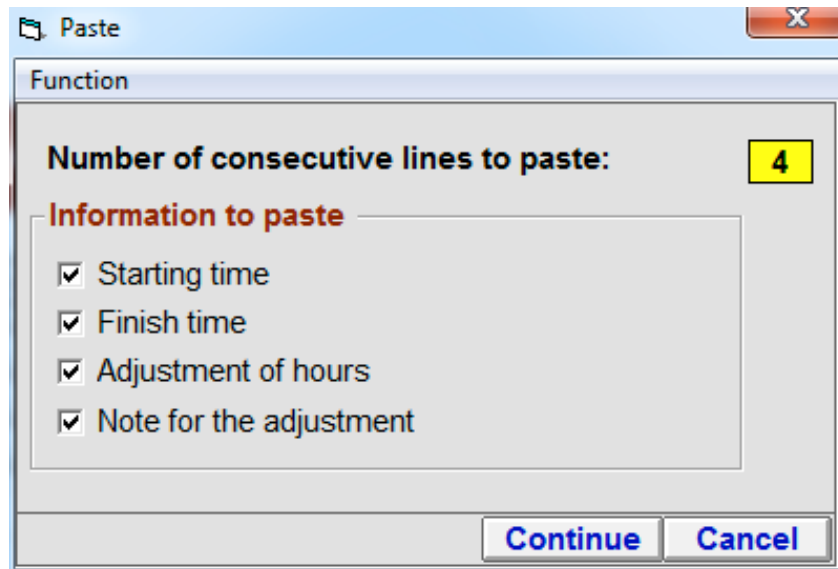 Paste
Function
Number of consecutive lines to paste: 4
Information to paste
Starting time
Finish time
Adjustment of hours
Note for the adjustment
Continue Cancel